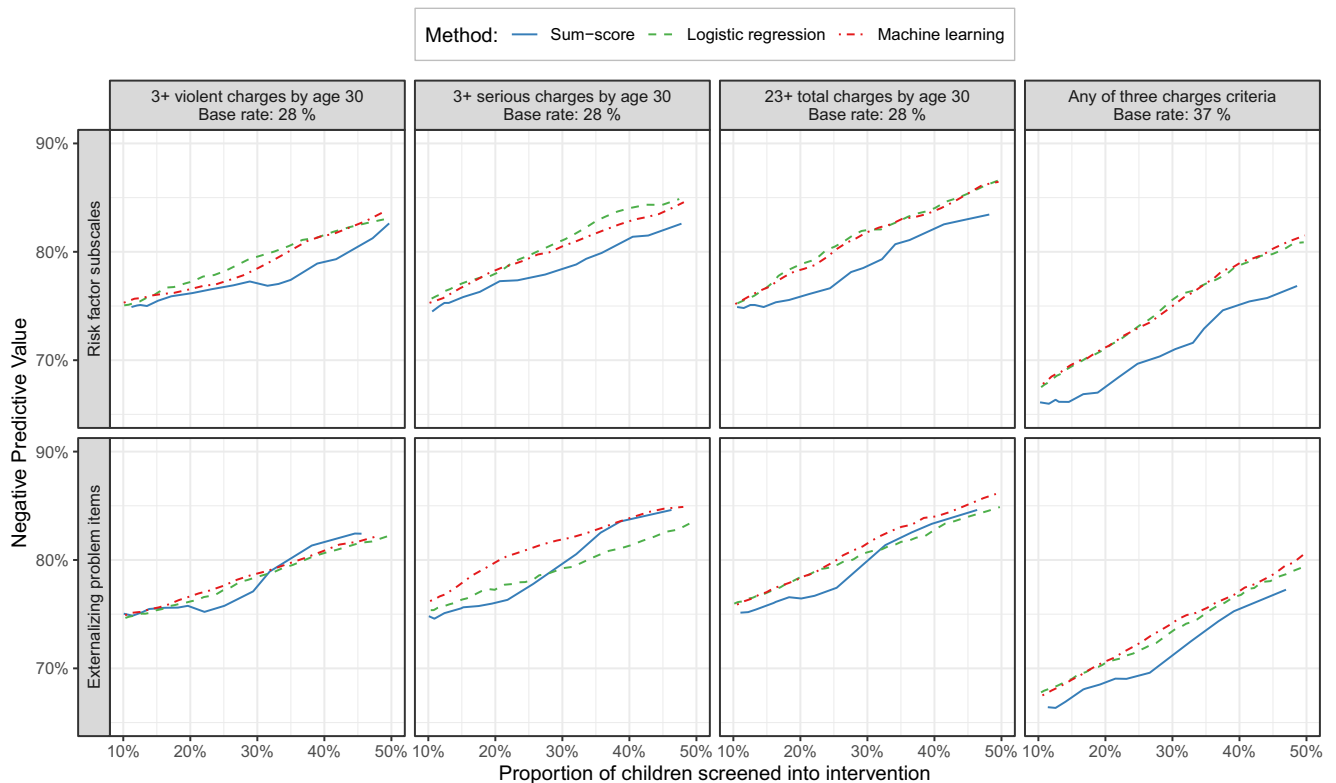 Method: Sum−score Logistic regression Machine learning
3+ violent charges by age 30
Base rate: 28 %
3+ serious charges by age 30
Base rate: 28 %
23+ total charges by age 30
Base rate: 28 %
Any of three charges criteria
Base rate: 37 %
Negative Predictive Value
Risk factor subscales
90%
80%
70%
Externalizing problem items
90%
80%
70%
10% 20% 30% 40% 50%
10% 20% 30% 40% 50%
10% 20% 30% 40% 50%
10% 20% 30% 40% 50%
Proportion of children screened into intervention